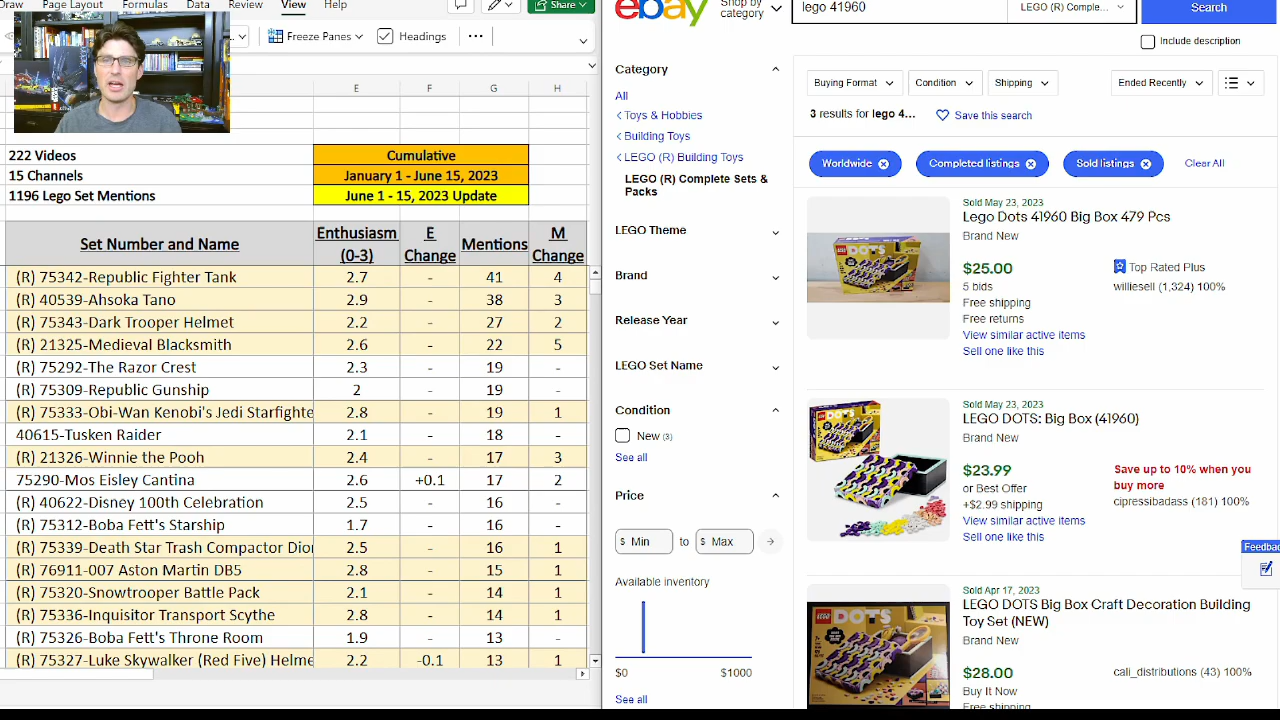 Draw Page Layout Formulas Data Review View Help Share
Freeze Panes Headings
222 Videos
15 Channels
1196 Lego Set Mentions
Cumulative
January 1 - June 15, 2023
June 1 - 15, 2023 Update
E F G H
Set Number and Name Enthusiasm (0-3) E Change Mentions M Change
(R) 75342-Republic Fighter Tank 2.7 - 41 4
(R) 40539-Ahsoka Tano 2.9 - 38 3
(R) 75343-Dark Trooper Helmet 2.2 - 27 2
(R) 21325-Medieval Blacksmith 2.6 - 22 5
(R) 75292-The Razor Crest 2.3 - 19 -
(R) 75309-Republic Gunship 2 - 19 -
(R) 75333-Obi-Wan Kenobi's Jedi Starfighte 2.8 - 19 1
40615-Tusken Raider 2.1 - 18 -
(R) 21326-Winnie the Pooh 2.4 - 17 3
75290-Mos Eisley Cantina 2.6 +0.1 17 2
(R) 40622-Disney 100th Celebration 2.5 - 16 -
(R) 75312-Boba Fett's Starship 1.7 - 16 -
(R) 75339-Death Star Trash Compactor Dior 2.5 - 16 1
(R) 76911-007 Aston Martin DB5 2.8 - 15 1
(R) 75320-Snowtrooper Battle Pack 2.1 - 14 1
(R) 75336-Inquisitor Transport Scythe 2.8 - 14 1
(R) 75326-Boba Fett's Throne Room 1.9 - 13 -
(R) 75327-Luke Skywalker (Red Five) Helme 2.2 -0.1 13 1
ebay
Shop by category
lego 41960
LEGO (R) Comple...
Search
Include description
Category
All
Toys & Hobbies
Building Toys
LEGO (R) Building Toys
LEGO (R) Complete Sets & Packs
LEGO Theme
Brand
Release Year
LEGO Set Name
Condition
New (3)
See all
Price
$ Min to $ Max
Available inventory
$0 $1000
See all
Buying Format Condition Shipping Ended Recently
3 results for lego 4... Save this search
Worldwide Completed listings Sold listings Clear All
Sold May 23, 2023
Lego Dots 41960 Big Box 479 Pcs
Brand New
$25.00
5 bids
Free shipping
Free returns
View similar active items
Sell one like this
Top Rated Plus
williesell (1,324) 100%
Sold May 23, 2023
LEGO DOTS: Big Box (41960)
Brand New
$23.99
or Best Offer
+$2.99 shipping
View similar active items
Sell one like this
Save up to 10% when you buy more
cipressibadass (181) 100%
Feedbac
Sold Apr 17, 2023
LEGO DOTS Big Box Craft Decoration Building
Toy Set (NEW)
Brand New
$28.00
Buy It Now
Free shipping
cali_distributions (43) 100%